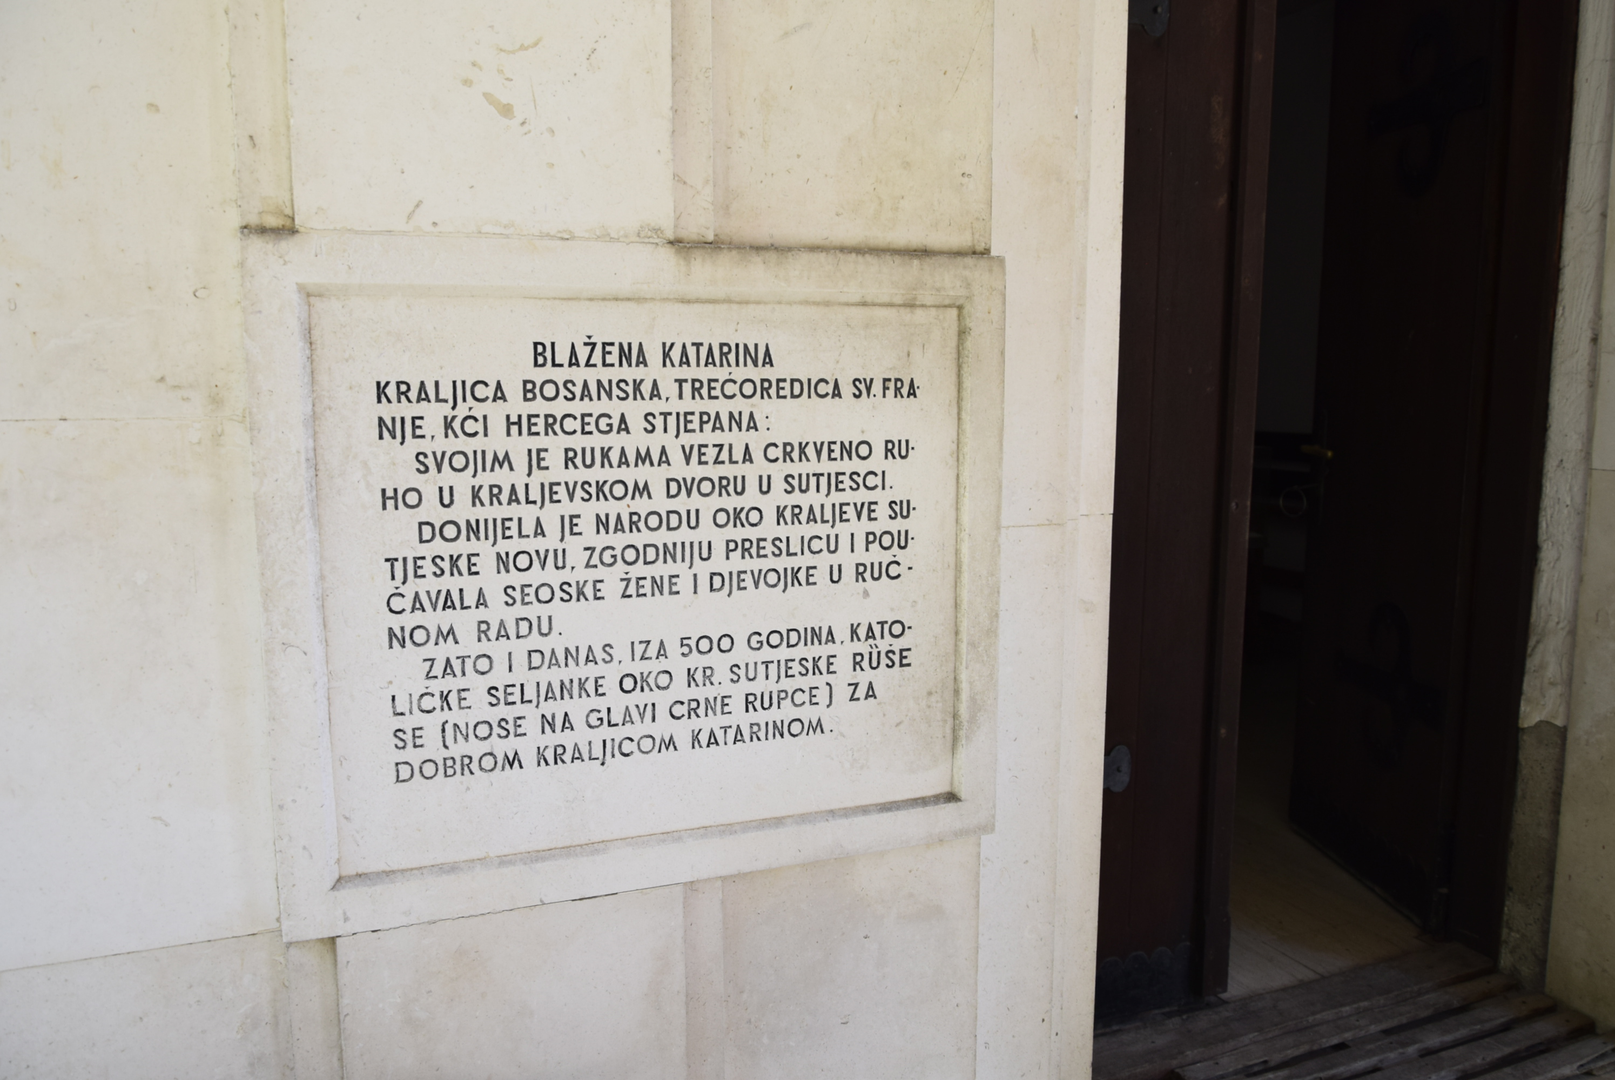 BLAŽENA KATARINA
KRALJICA BOSANSKA, TREĆOREDICA SV. FRA-
NJE, KĆI HERCEGA STJEPANA:
SVOJIM JE RUKAMA VEZLA CRKVENO RU-
HO U KRALJEVSKOM DVORU U SUTJESCI.
DONIJELA JE NARODU OKO KRALJEVE SU-
TJESKE NOVU, ZGODNIJU PRESLICU I POU-
ČAVALA SEOSKE ŽENE I DJEVOJKE U RUČ-
NOM RADU.
ZATO I DANAS, IZA 500 GODINA, KATO-
LIČKE SELJANKE OKO KR. SUTJESKE RŪŠE
SE (NOSE NA GLAVI CRNE RUPCE) ZA
DOBROM KRALJICOM KATARINOM.